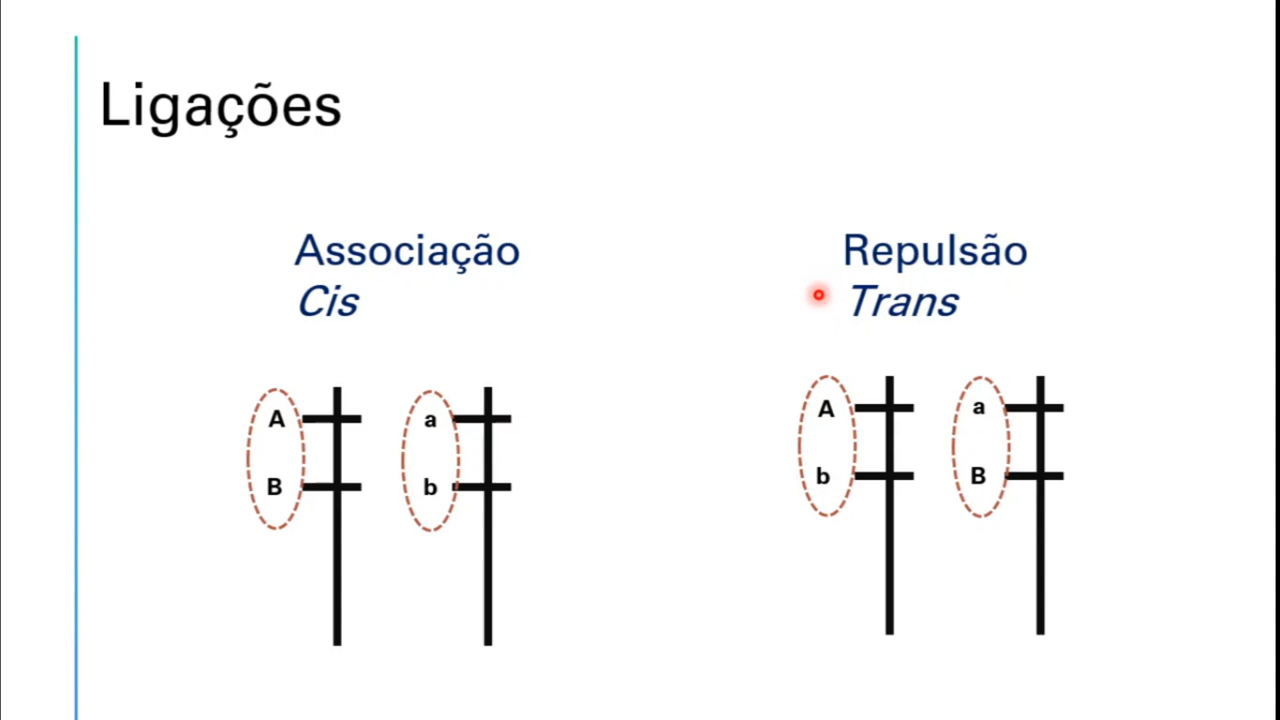 Ligações
Associação
Cis
Repulsão
Trans
A
a
B
b
A
a
b
B